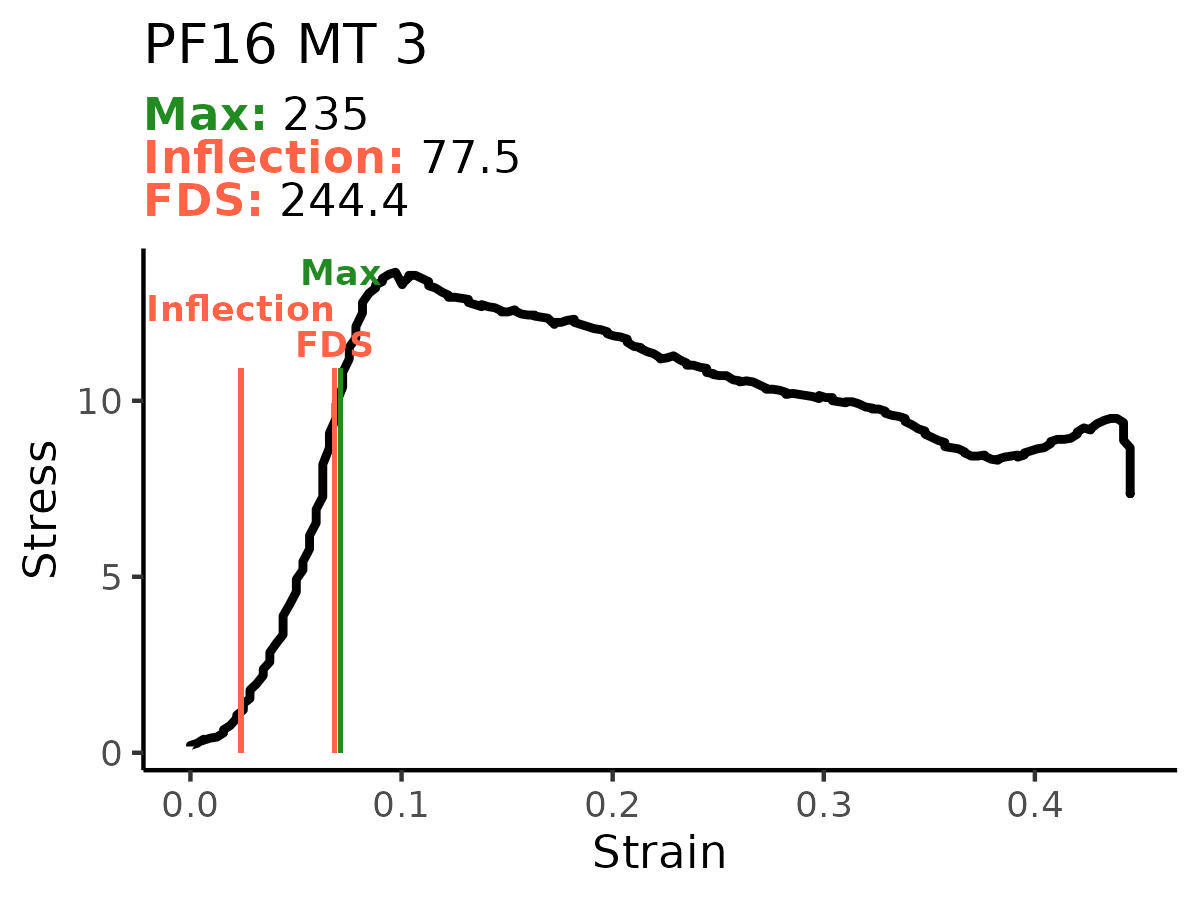 PF16 MT 3
Max: 235
Inflection: 77.5
FDS: 244.4
Max
Inflection
FDS
10
5
0
Stress
0.0 0.1 0.2 0.3 0.4
Strain